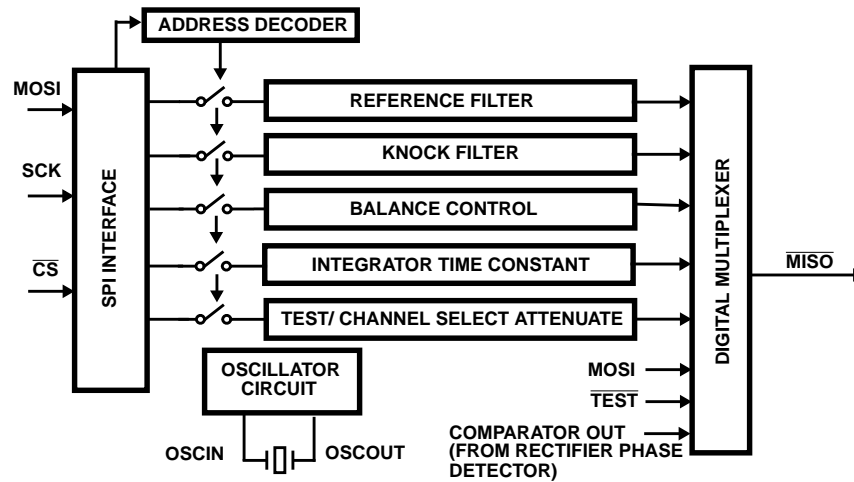 ADDRESS DECODER
MOSI
SCK
CS
SPI INTERFACE
REFERENCE FILTER
KNOCK FILTER
BALANCE CONTROL
INTEGRATOR TIME CONSTANT
TEST/ CHANNEL SELECT ATTENUATE
DIGITAL MULTIPLEXER
MISO
OSCILLATOR
CIRCUIT
OSCIN
OSCOUT
MOSI
TEST
COMPARATOR OUT
(FROM RECTIFIER PHASE
DETECTOR)